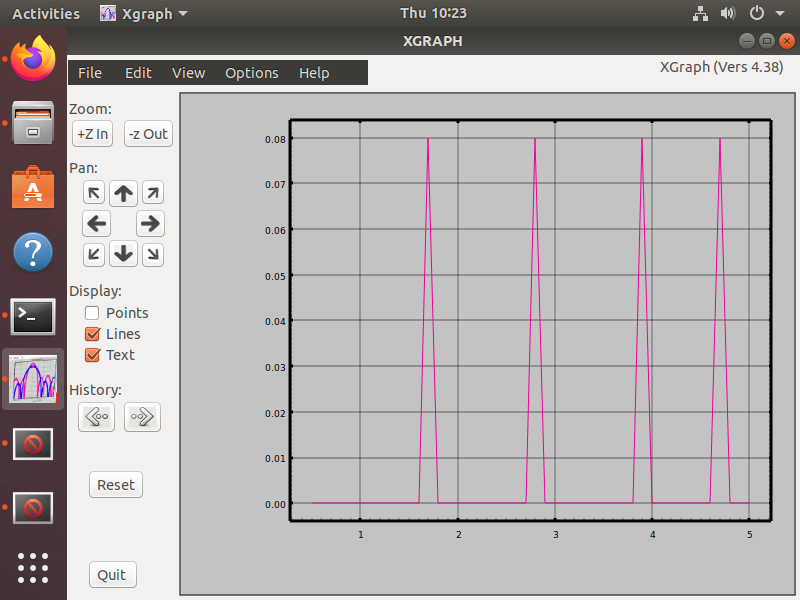 Activities Xgraph Thu 10:23
XGRAPH
File Edit View Options Help
XGraph (Vers 4.38)
Zoom:
+Z In -z Out
Pan:
Display:
Points
Lines
Text
History:
Reset
Quit
0.08
0.07
0.06
0.05
0.04
0.03
0.02
0.01
0.00
1 2 3 4 5